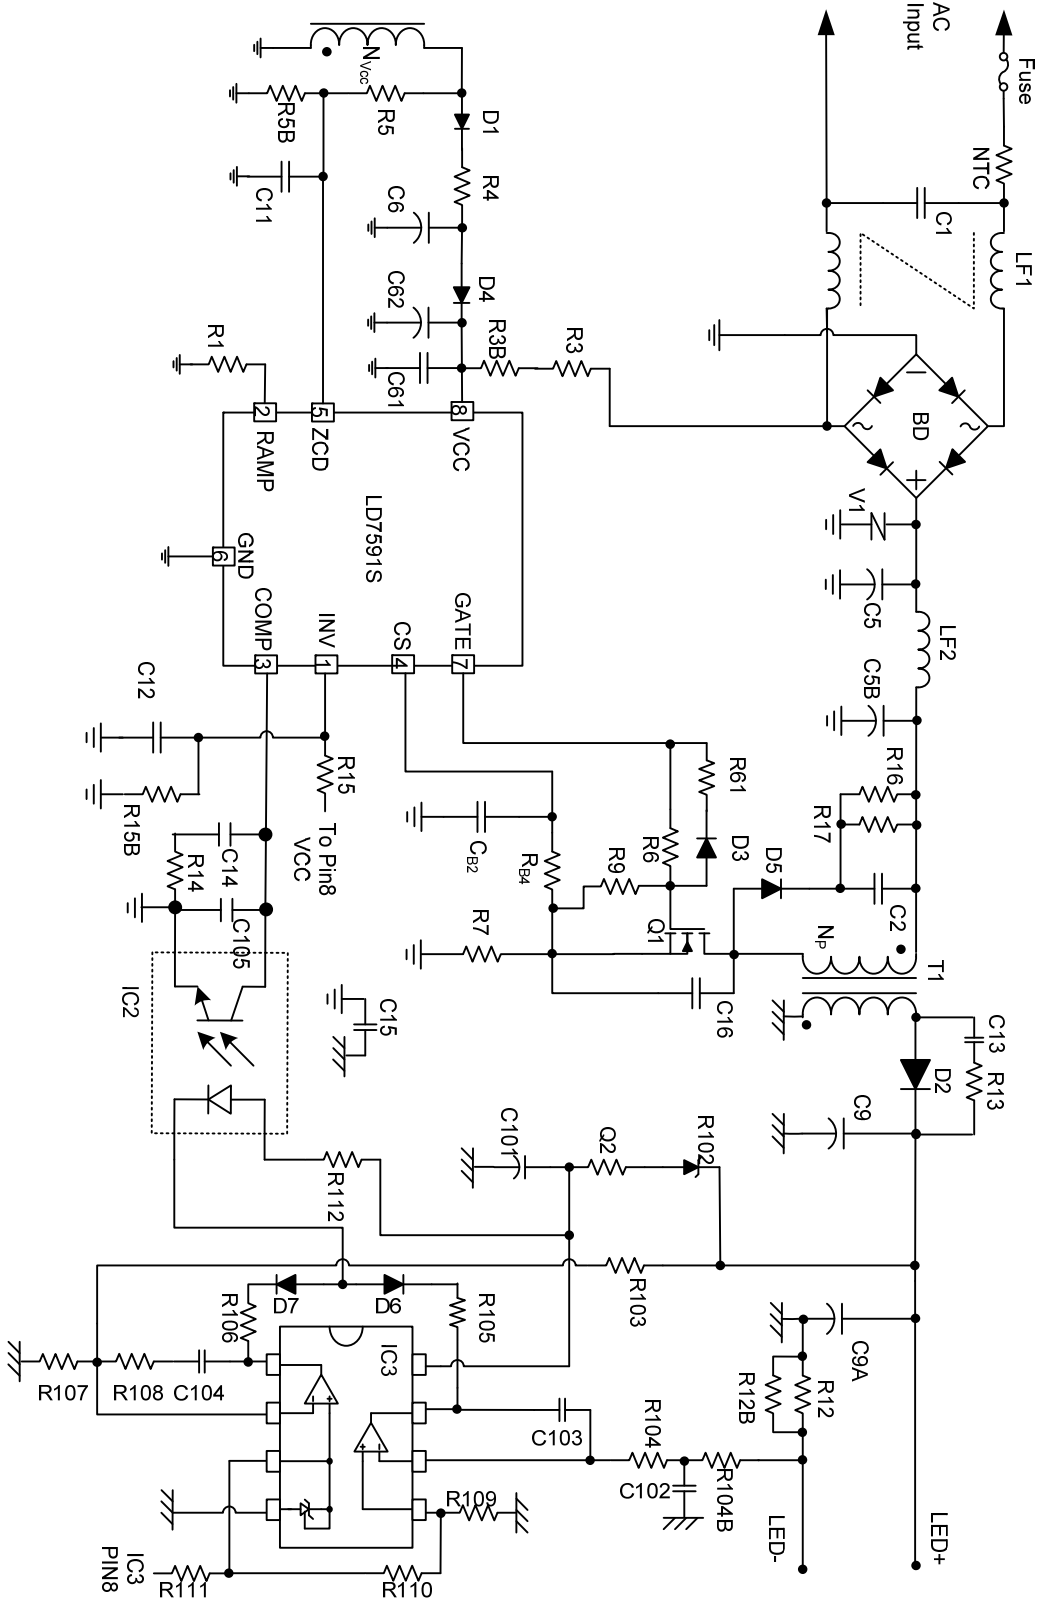 AC
Input
Fuse
NTC
C1
LF1
BD
V1
C5
LF2
C5B
R16
R17
C2
D5
NP
T1
C13
R13
D2
C9
C9A
R12
R12B
LED+
LED-
NVcc
R5B
R5
D1
R4
C6
C11
D4
C62
R3B
R3
C61
R1
8
VCC
5
ZCD
2
RAMP
LD7591S
6
GND
COMP
3
INV
1
CS
4
GATE
7
R61
D3
R6
R9
Q1
RB4
CB2
R7
C16
C12
R15
To Pin8
VCC
R15B
C14
R14
C105
IC2
C15
C101
Q2
R102
R112
R103
D7
D6
R105
R106
IC3
R107
R108
C104
C103
R104
C102
R104B
R109
R110
R111
IC3
PIN8